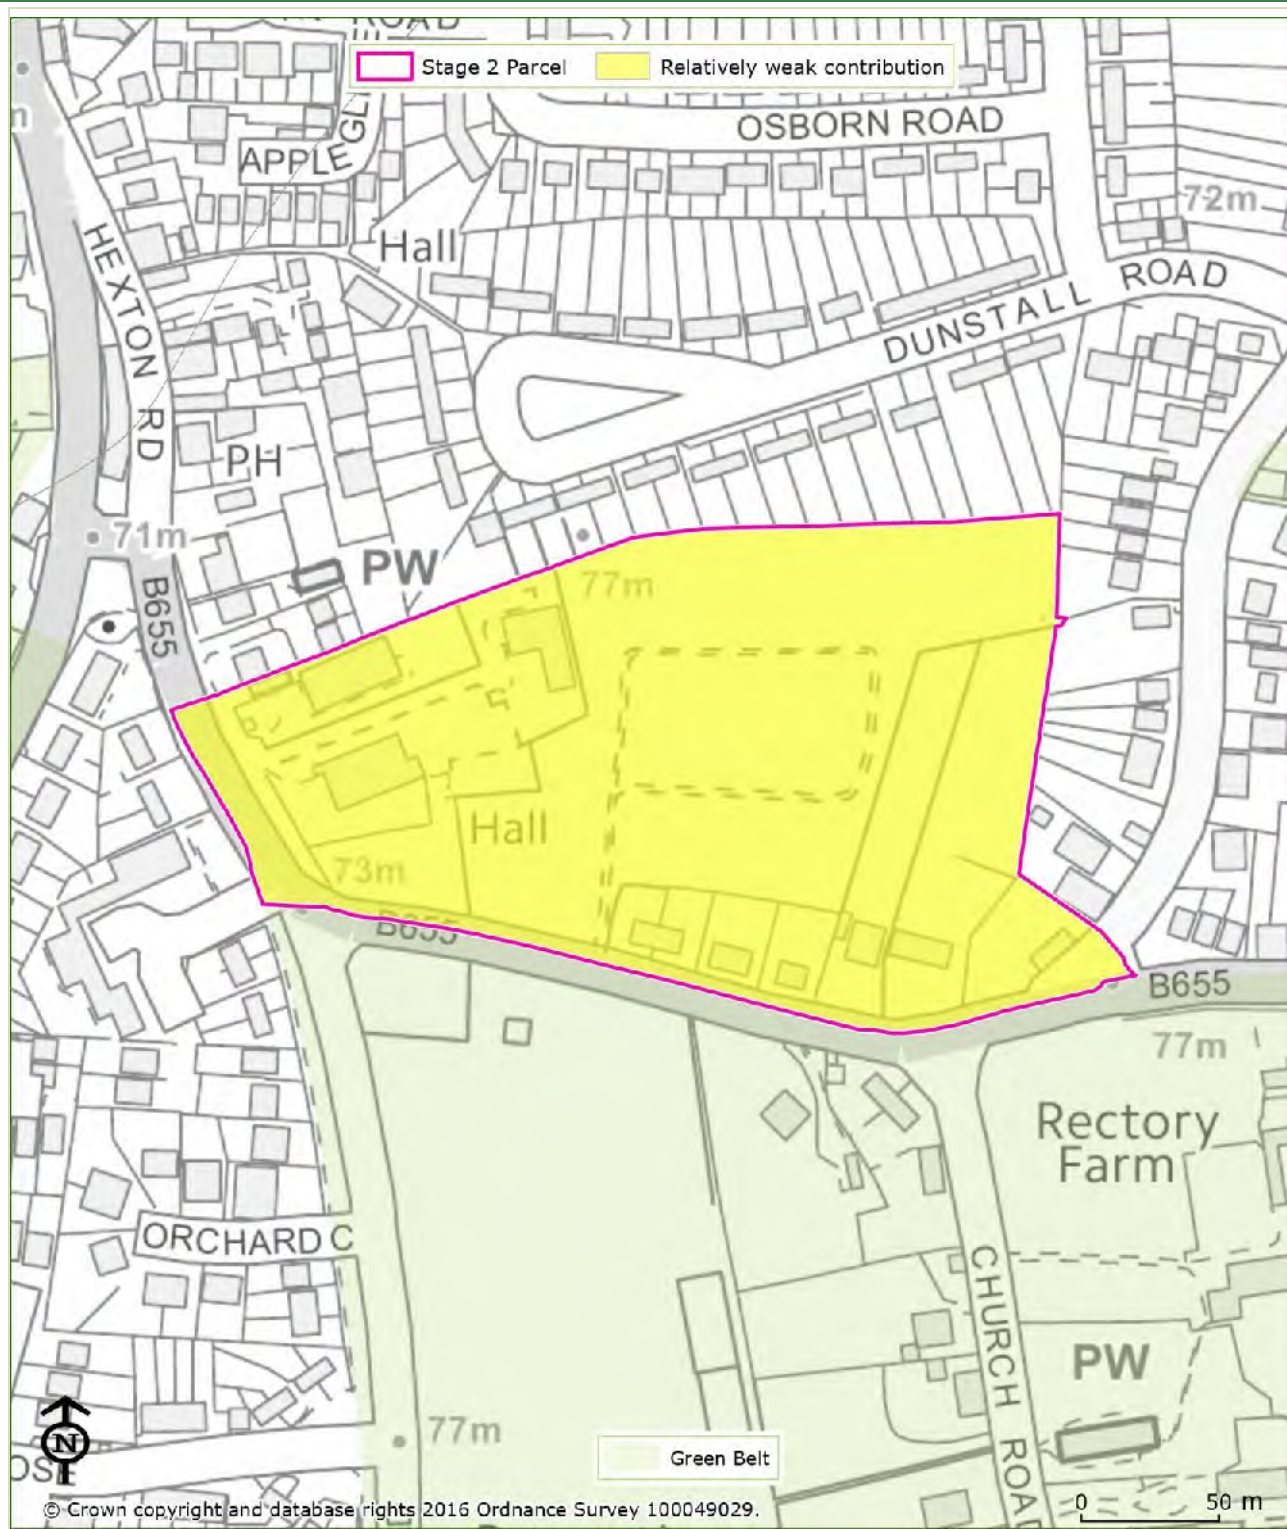 ROAD
Stage 2 Parcel
Relatively weak contribution
OSBORN ROAD
APPLE
72m
Hall
HEXTON RD
DUNSTALL ROAD
PH
71m
PW
B655
77m
Hall
73m
B655
B655
77m
Rectory
Farm
ORCHARD C
CHURCH ROAD
PW
77m
N
Green Belt
© Crown copyright and database rights 2016 Ordnance Survey 100049029.
0 50 m